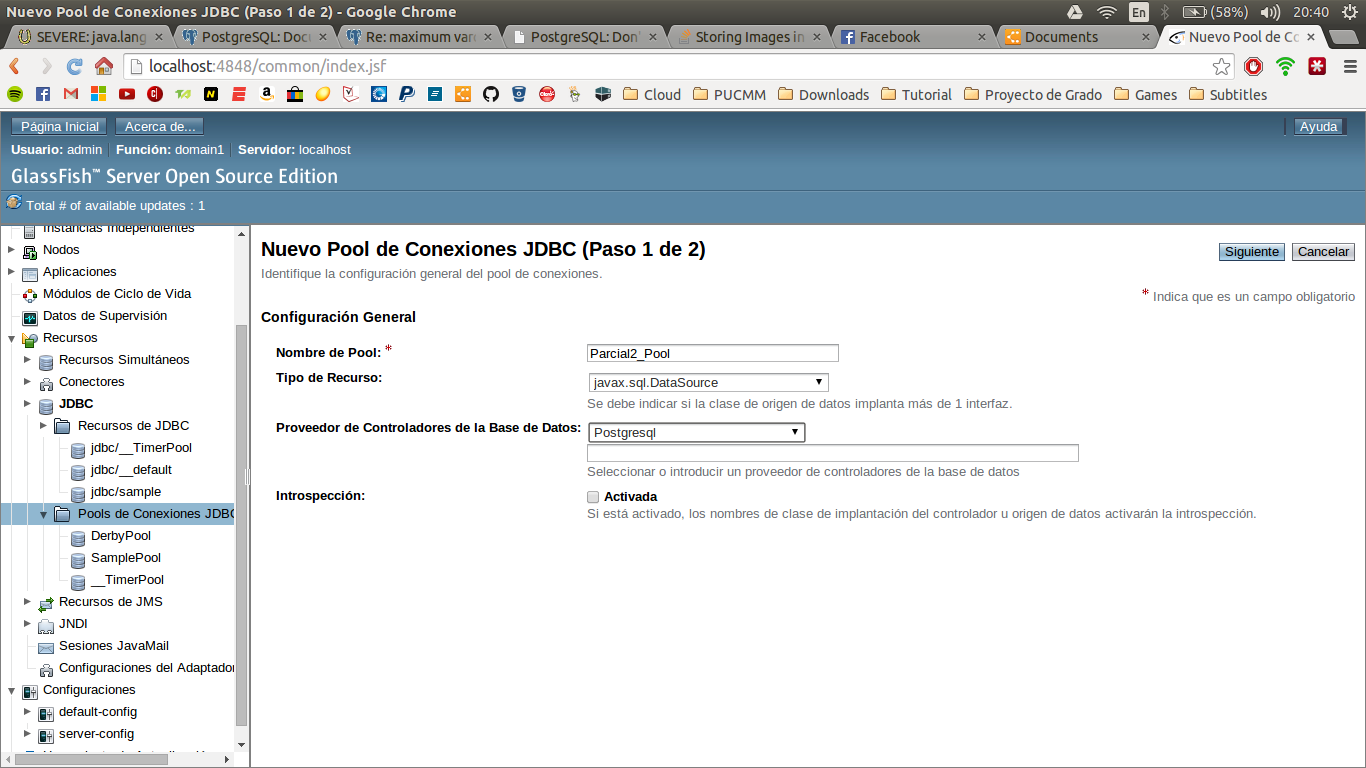 Nuevo Pool de Conexiones JDBC (Paso 1 de 2) - Google Chrome
En (58%) 20:40
SEVERE: java.lang × PostgreSQL: Docu × Re: maximum varc × PostgreSQL: Don' × Storing Images in × Facebook × Documents × Nuevo Pool de Co ×
localhost:4848/common/index.jsf
Cloud PUCMM Downloads Tutorial Proyecto de Grado Games Subtitles
Página Inicial Acerca de... Ayuda
Usuario: admin Función: domain1 Servidor: localhost
GlassFish™ Server Open Source Edition
Total # of available updates : 1
Instancias Independientes
Nodos
Aplicaciones
Módulos de Ciclo de Vida
Datos de Supervisión
Recursos
Recursos Simultáneos
Conectores
JDBC
Recursos de JDBC
jdbc/__TimerPool
jdbc/__default
jdbc/sample
Pools de Conexiones JDBC
DerbyPool
SamplePool
__TimerPool
Recursos de JMS
JNDI
Sesiones JavaMail
Configuraciones del Adaptador
Configuraciones
default-config
server-config
Nuevo Pool de Conexiones JDBC (Paso 1 de 2)
Siguiente Cancelar
Identifique la configuración general del pool de conexiones.
* Indica que es un campo obligatorio
Configuración General
Nombre de Pool: * Parcial2_Pool
Tipo de Recurso: javax.sql.DataSource
Se debe indicar si la clase de origen de datos implanta más de 1 interfaz.
Proveedor de Controladores de la Base de Datos: Postgresql
Seleccionar o introducir un proveedor de controladores de la base de datos
Introspección: Activada
Si está activado, los nombres de clase de implantación del controlador u origen de datos activarán la introspección.